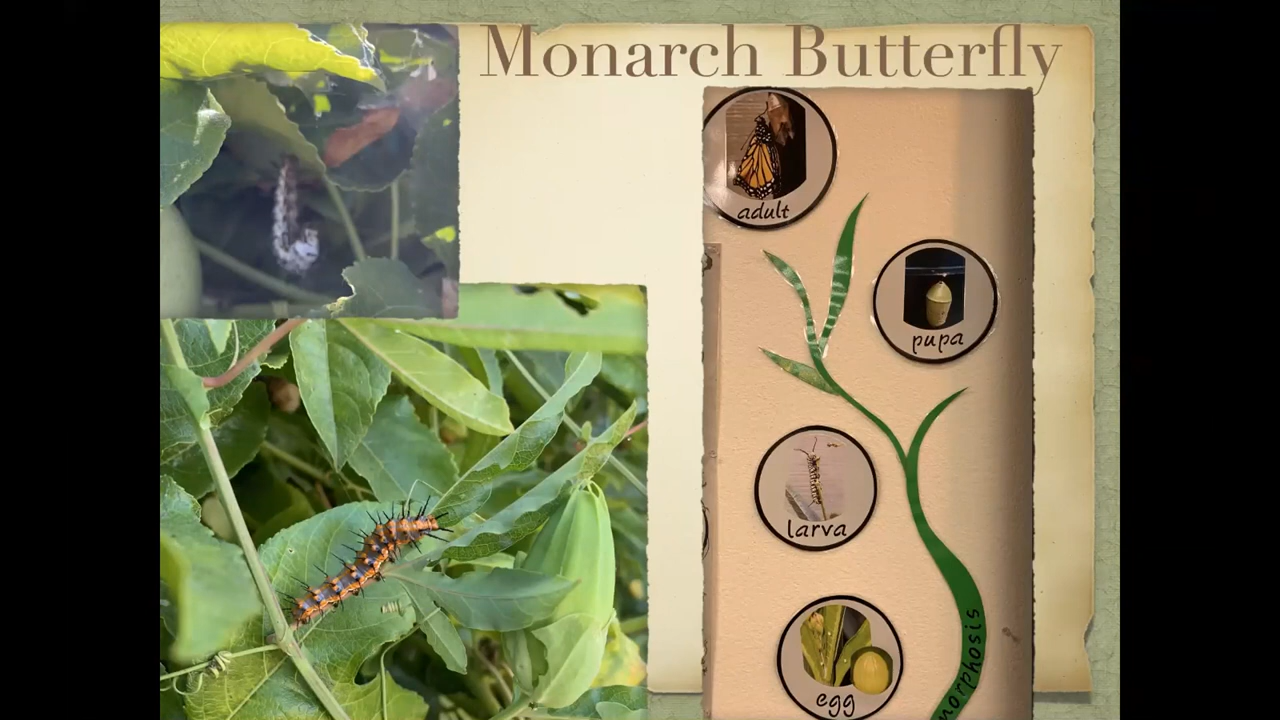 Monarch Butterfly
adult
pupa
larva
egg
morphosis